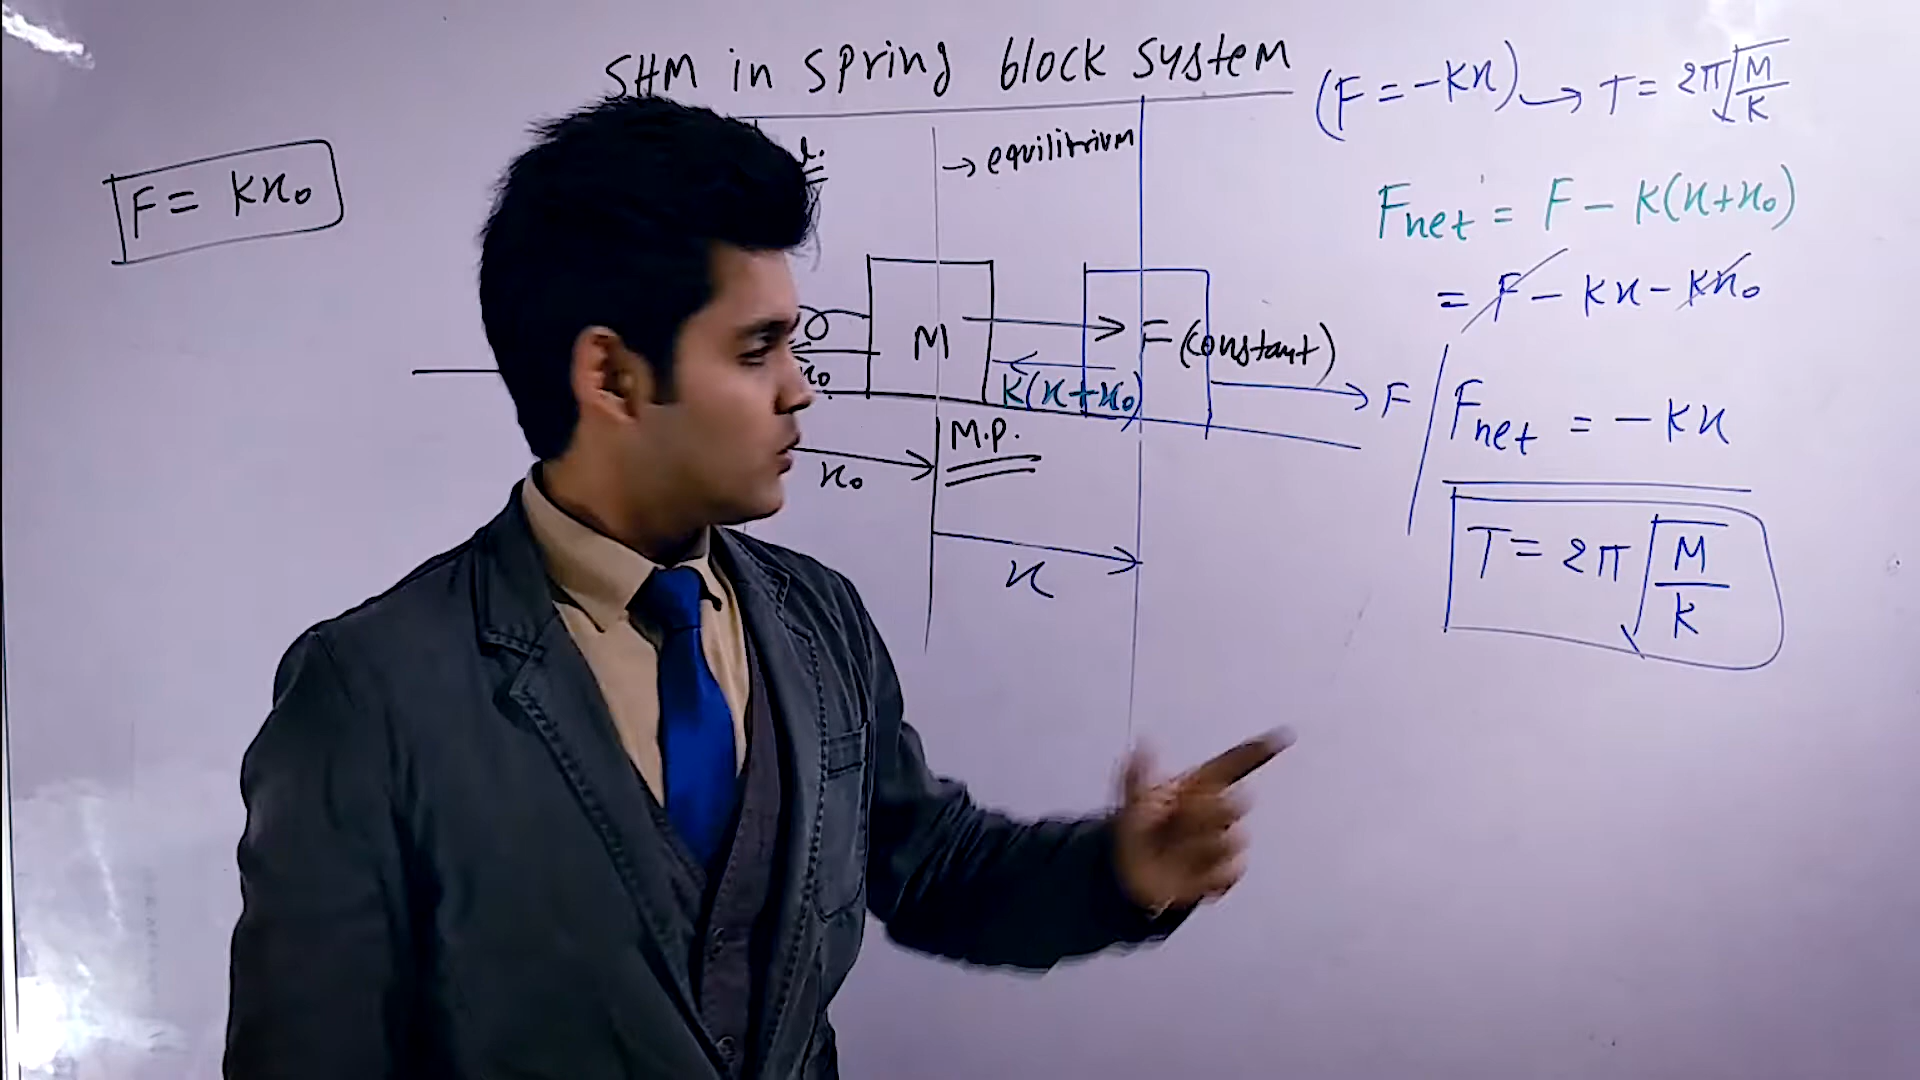 SHM in spring block system
(F = -Kx) → T = 2π√(M/K)
F = Kx₀
l.
→ equilitrium
Fnet = F - K(x+x₀)
= F - Kx - Kx₀
M
F (constant)
x₀
K(x+x₀)
F
Fnet = -Kx
M.P.
x₀
x
T = 2π√(M/K)